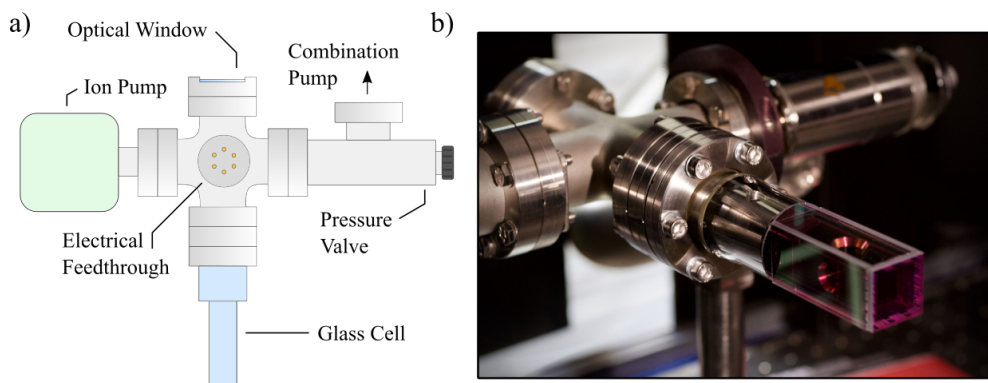 a)
Optical Window
Combination
Pump
Ion Pump
Electrical
Feedthrough
Pressure
Valve
Glass Cell
b)